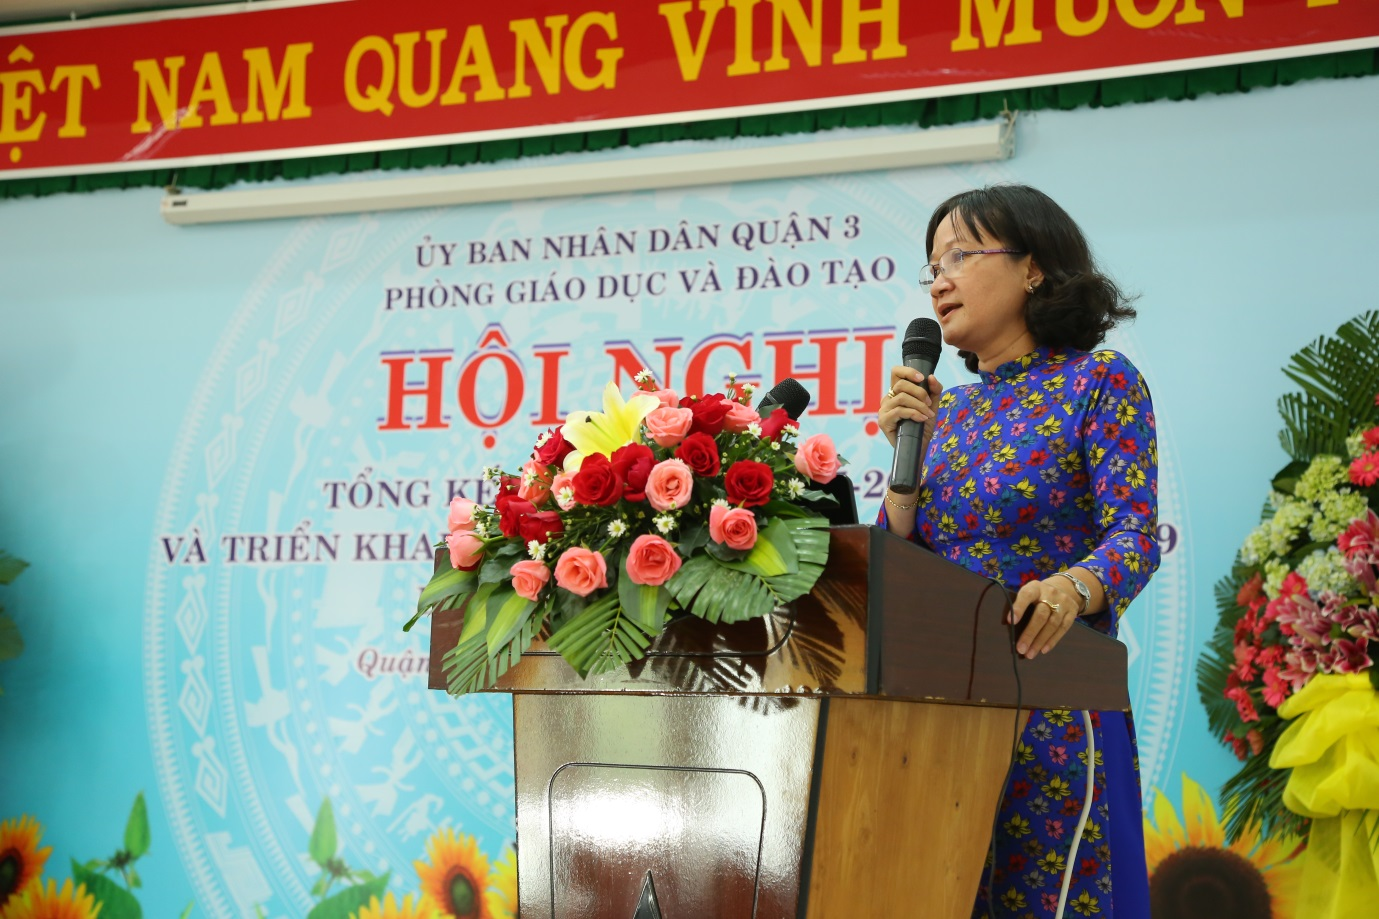 ỆT NAM QUANG VINH MUÔN
ỦY BAN NHÂN DÂN QUẬN 3
PHÒNG GIÁO DỤC VÀ ĐÀO TẠO
HỘI NGHỊ
TỔNG KẾ
VÀ TRIỂN KHA 9
Quận